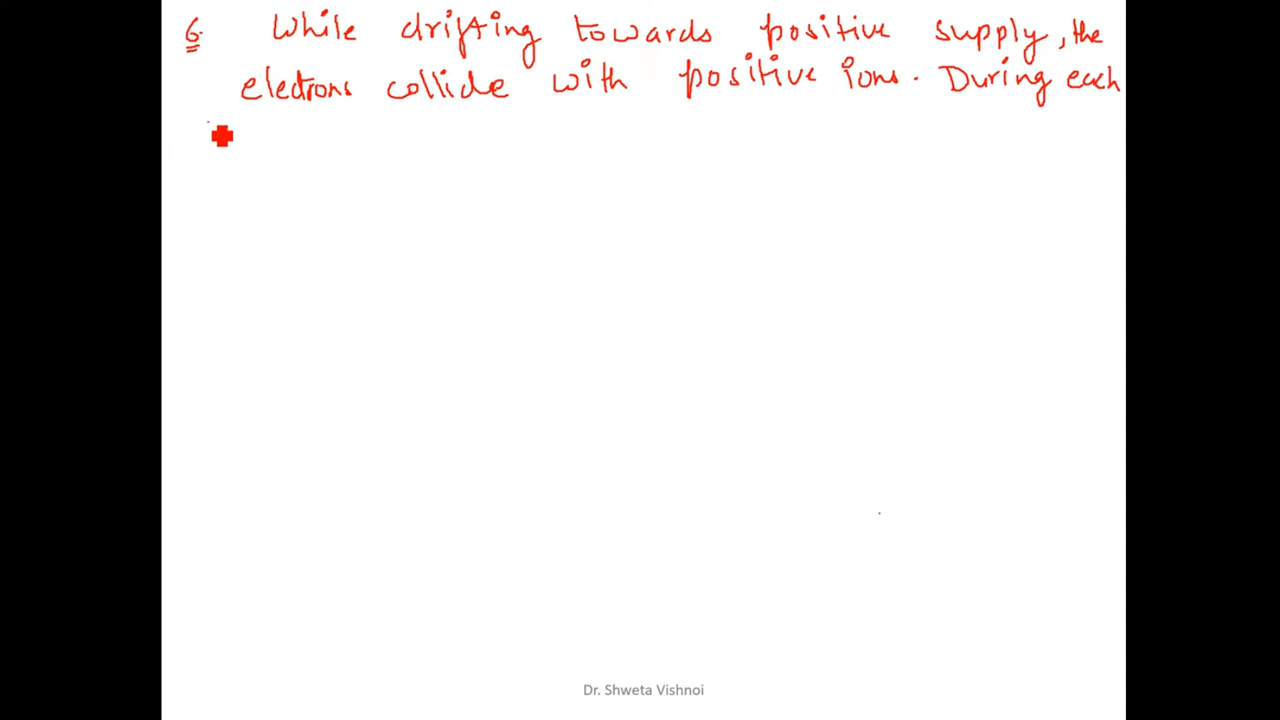 6. While drifting towards positive supply, the
electrons collide with positive ions. During each
Dr. Shweta Vishnoi